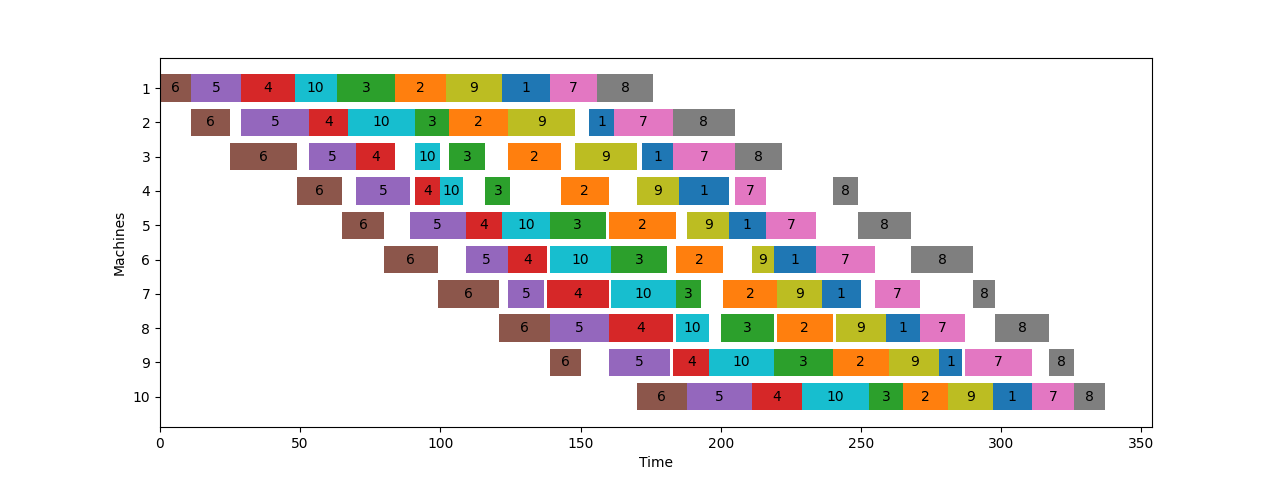 1 6 5 4 10 3 2 9 1 7 8
2 6 5 4 10 3 2 9 1 7 8
3 6 5 4 10 3 2 9 1 7 8
4 6 5 4 10 3 2 9 1 7 8
5 6 5 4 10 3 2 9 1 7 8
6 6 5 4 10 3 2 9 1 7 8
7 6 5 4 10 3 2 9 1 7 8
8 6 5 4 10 3 2 9 1 7 8
9 6 5 4 10 3 2 9 1 7 8
10 6 5 4 10 3 2 9 1 7 8
Machines
0 50 100 150 200 250 300 350
Time